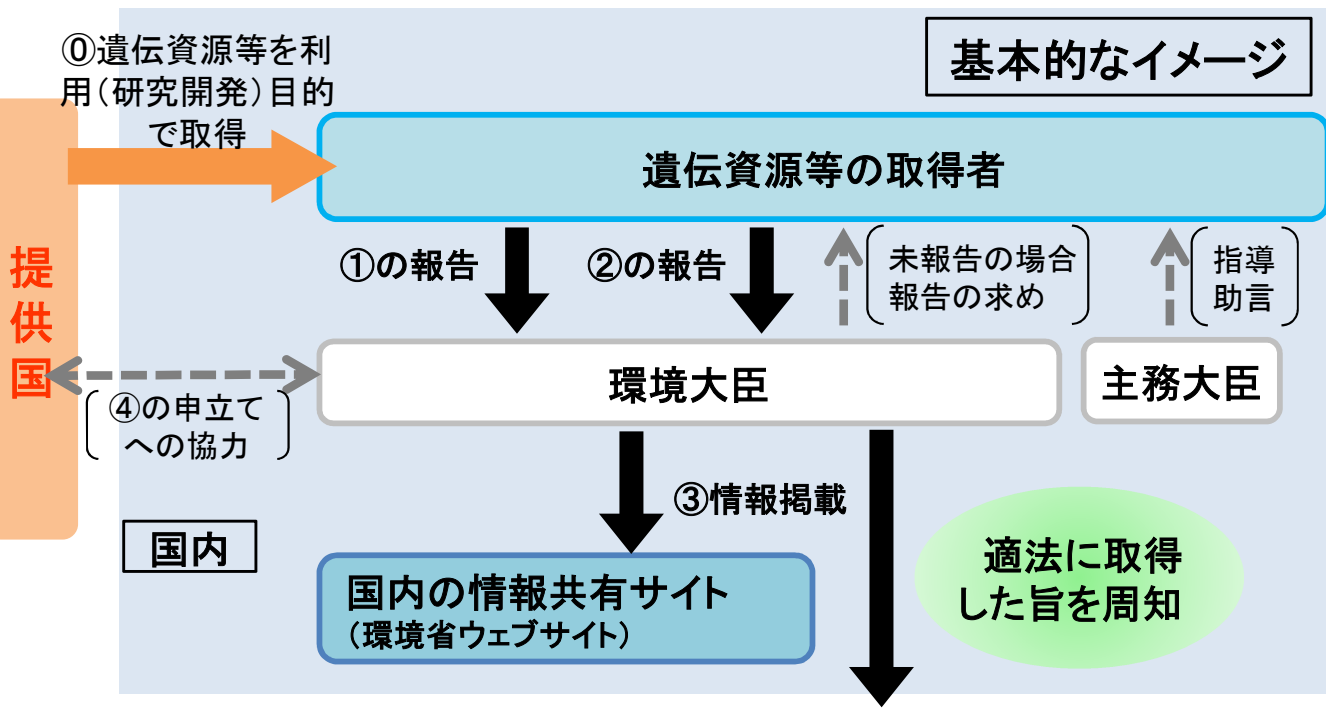 ⓪遺伝資源等を利
用（研究開発）目的
で取得
基本的なイメージ
遺伝資源等の取得者
提
供
国
①の報告
②の報告
未報告の場合
報告の求め
指導
助言
環境大臣
主務大臣
④の申立て
への協力
③情報掲載
国内
国内の情報共有サイト
（環境省ウェブサイト）
適法に取得
した旨を周知